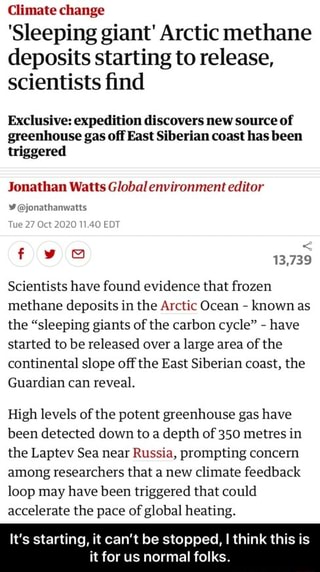 Climate change
'Sleeping giant' Arctic methane
deposits starting to release,
scientists find
Exclusive: expedition discovers new source of
greenhouse gas off East Siberian coast has been
triggered
Jonathan Watts Global environment editor
@jonathanwatts
Tue 27 Oct 2020 11.40 EDT
13,739
Scientists have found evidence that frozen
methane deposits in the Arctic Ocean – known as
the “sleeping giants of the carbon cycle” – have
started to be released over a large area of the
continental slope off the East Siberian coast, the
Guardian can reveal.
High levels of the potent greenhouse gas have
been detected down to a depth of 350 metres in
the Laptev Sea near Russia, prompting concern
among researchers that a new climate feedback
loop may have been triggered that could
accelerate the pace of global heating.
It's starting, it can't be stopped, I think this is
it for us normal folks.